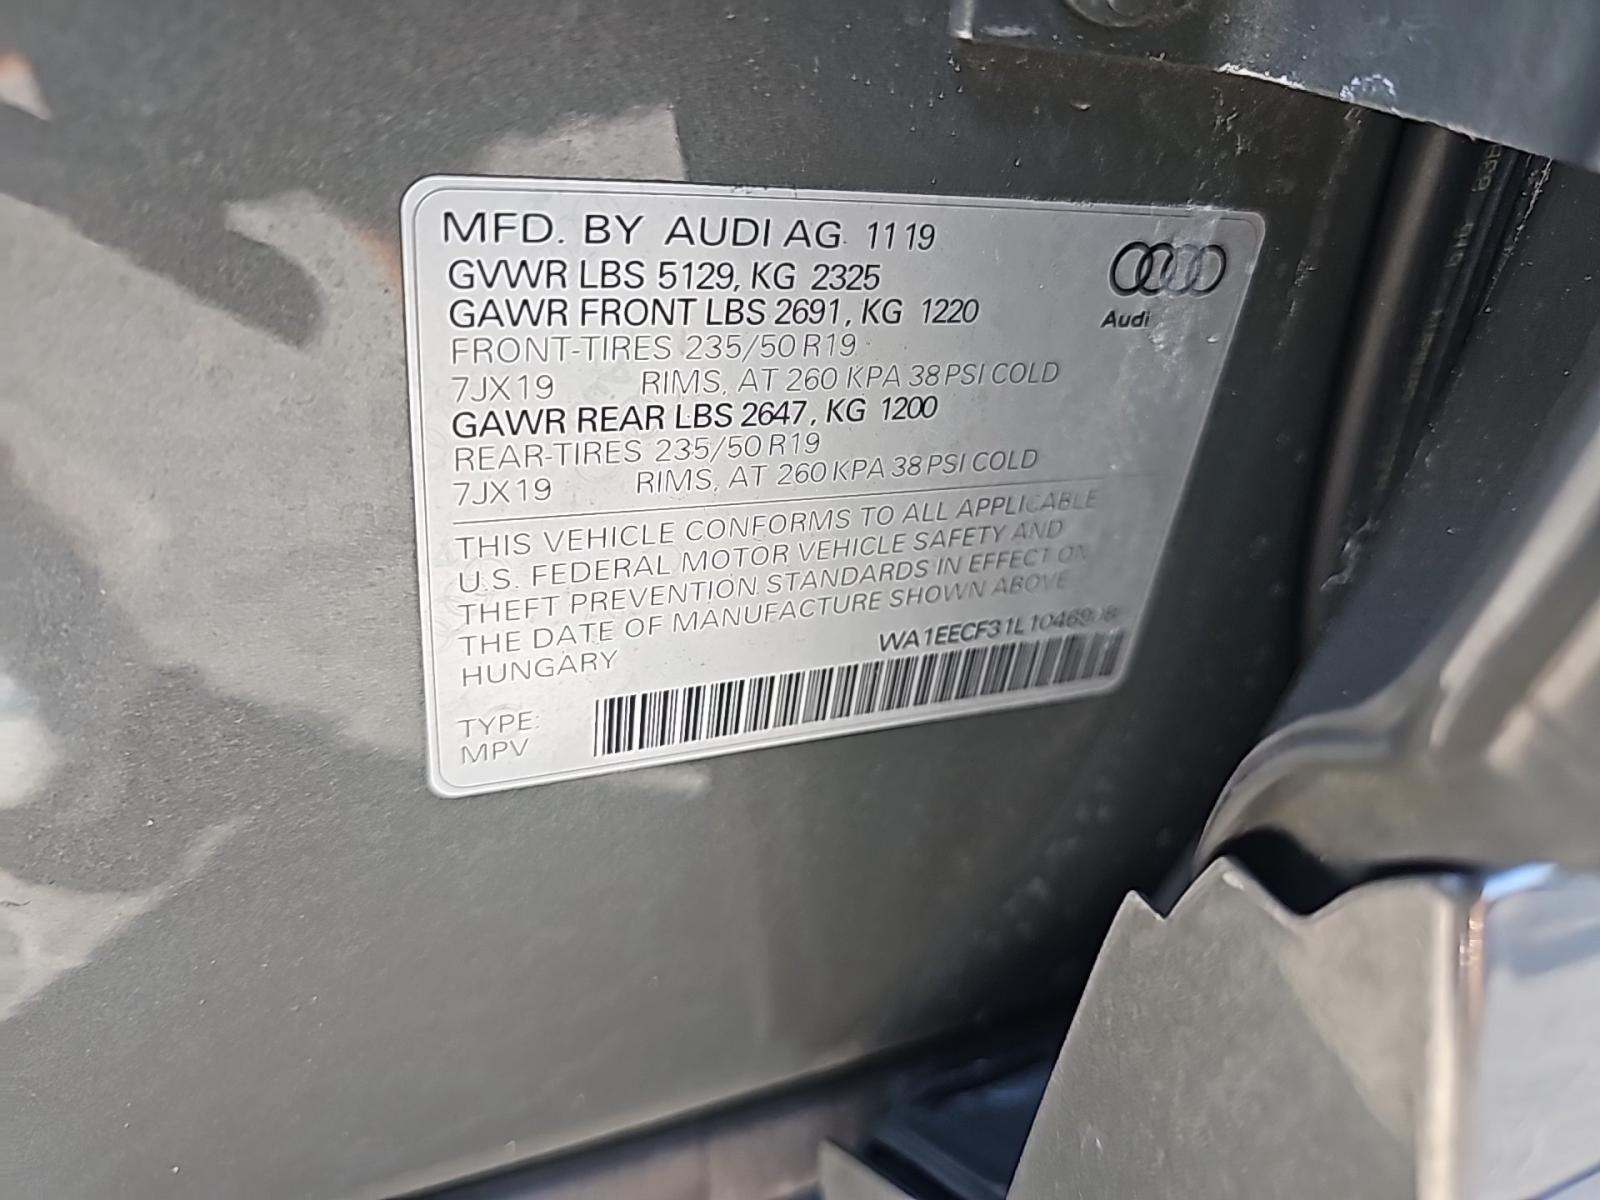 MFD. BY AUDI AG 11 19
GVWR LBS 5129, KG 2325
GAWR FRONT LBS 2691, KG 1220
Audi
FRONT-TIRES 235/50 R19
7JX19 RIMS, AT 260 KPA 38 PSI COLD
GAWR REAR LBS 2647, KG 1200
REAR-TIRES 235/50 R19
7JX19 RIMS, AT 260 KPA 38 PSI COLD
THIS VEHICLE CONFORMS TO ALL APPLICABLE
U.S. FEDERAL MOTOR VEHICLE SAFETY AND
THEFT PREVENTION STANDARDS IN EFFECT ON
THE DATE OF MANUFACTURE SHOWN ABOVE
HUNGARY
TYPE:
MPV